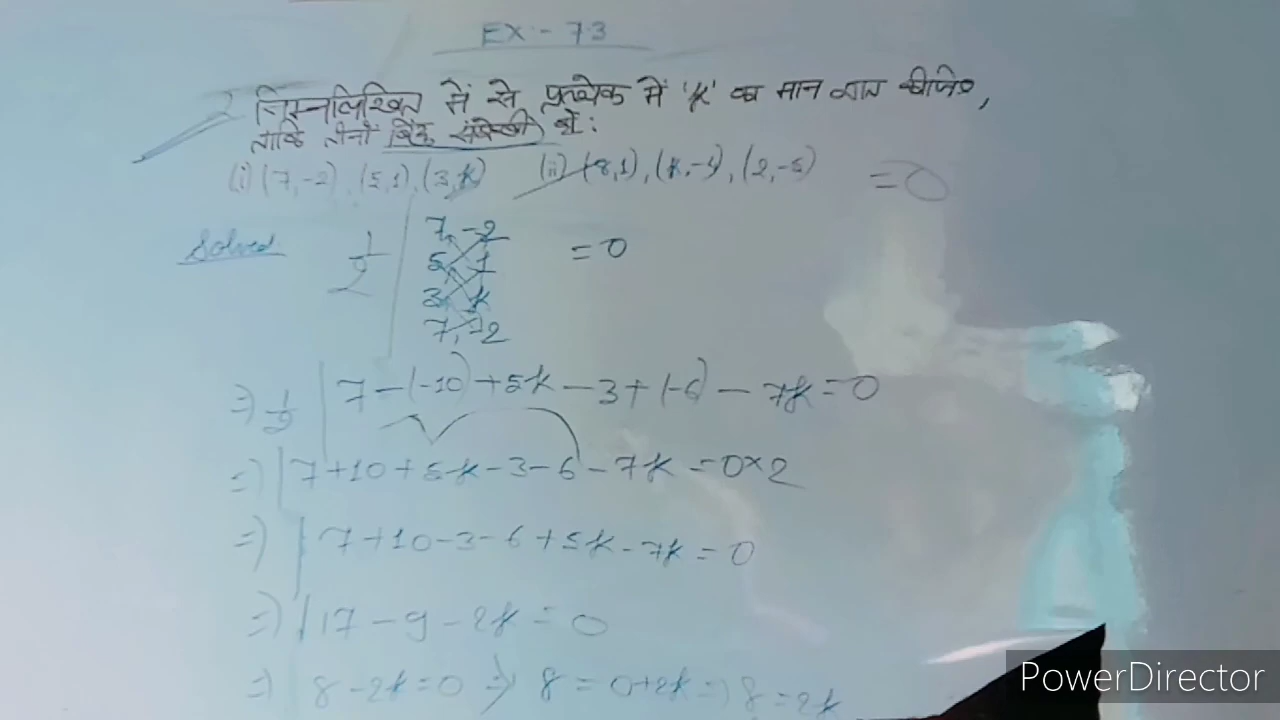 EX:- 7.3
2. निम्नलिखित में से प्रत्येक में 'k' का मान ज्ञात कीजिए,
ताकि तीनों बिंदु संरेखी हों:
(i) (7,-2), (5,1), (3,k) (ii) (8,1), (k,-4), (2,-5) =0
Solved 1/2 | 7, -2 = 0
5, 1
3, k
7, -2
=) 1/2 | 7-(-10)+5k-3+(-6)-7k=0
=) | 7+10+5k-3-6-7k=0×2
=) | 7+10-3-6+5k-7k=0
=) | 17-9-2k=0
=) | 8-2k=0 => 8=0+2k =) 8=2k
PowerDirector